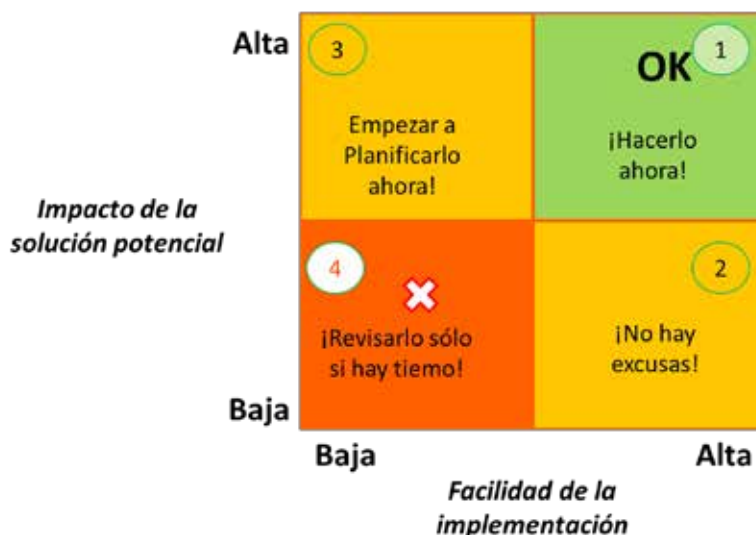 Alta
3
1
OK
Empezar a
Planificarlo
ahora!
¡Hacerlo
ahora!
Impacto de la
solución potencial
4
2
¡Revisarlo sólo
si hay tiemo!
¡No hay
excusas!
Baja
Baja
Alta
Facilidad de la
implementación